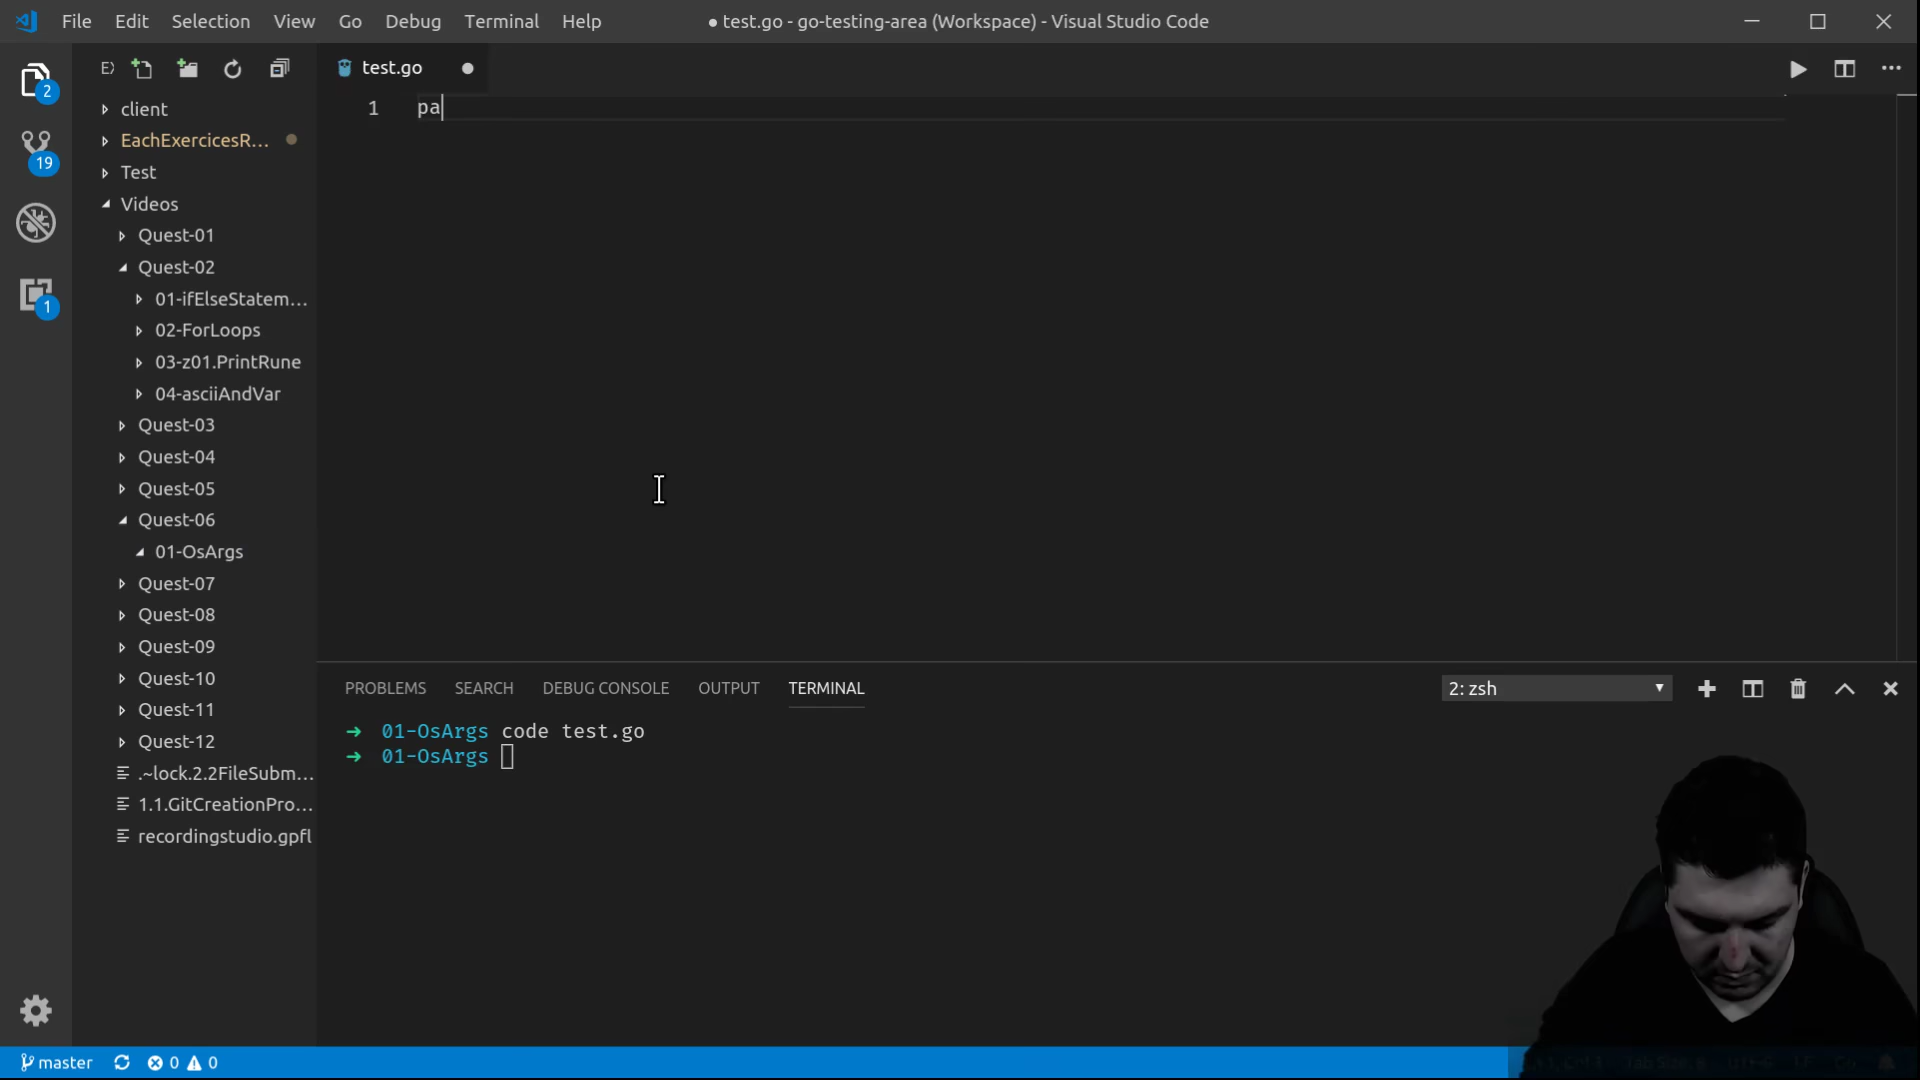 File Edit Selection View Go Debug Terminal Help
● test.go - go-testing-area (Workspace) - Visual Studio Code
test.go
1 pa
client
EachExercicesR...
Test
Videos
Quest-01
Quest-02
01-ifElseStatem...
02-ForLoops
03-z01.PrintRune
04-asciiAndVar
Quest-03
Quest-04
Quest-05
Quest-06
01-OsArgs
Quest-07
Quest-08
Quest-09
Quest-10
Quest-11
Quest-12
.~lock.2.2FileSubm...
1.1.GitCreationPro...
recordingstudio.gpfl
2
19
1
PROBLEMS SEARCH DEBUG CONSOLE OUTPUT TERMINAL
2: zsh
➜ 01-OsArgs code test.go
➜ 01-OsArgs
master 0 0